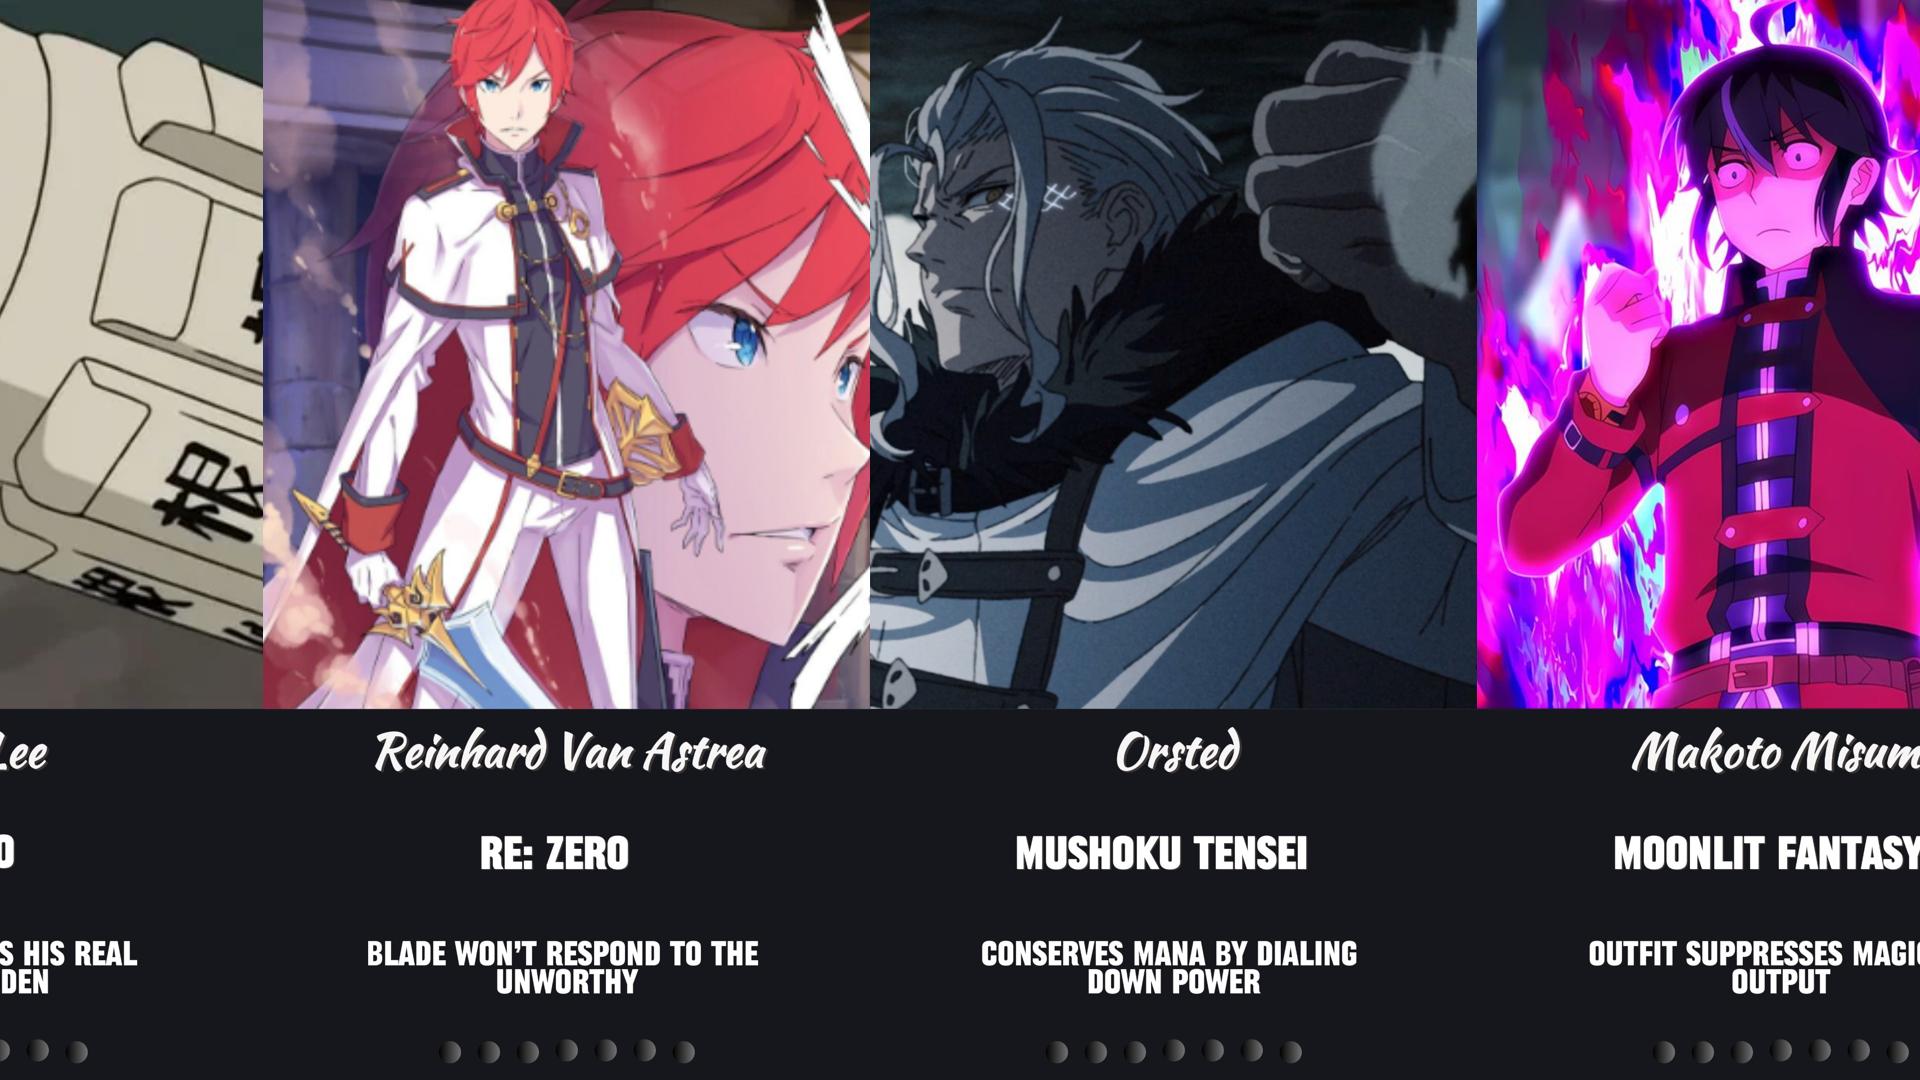 根
Lee
Reinhard Van Astrea
Orsted
Makoto Misum
O
RE: ZERO
MUSHOKU TENSEI
MOONLIT FANTASY
S HIS REAL
DEN
BLADE WON'T RESPOND TO THE
UNWORTHY
CONSERVES MANA BY DIALING
DOWN POWER
OUTFIT SUPPRESSES MAGIC
OUTPUT